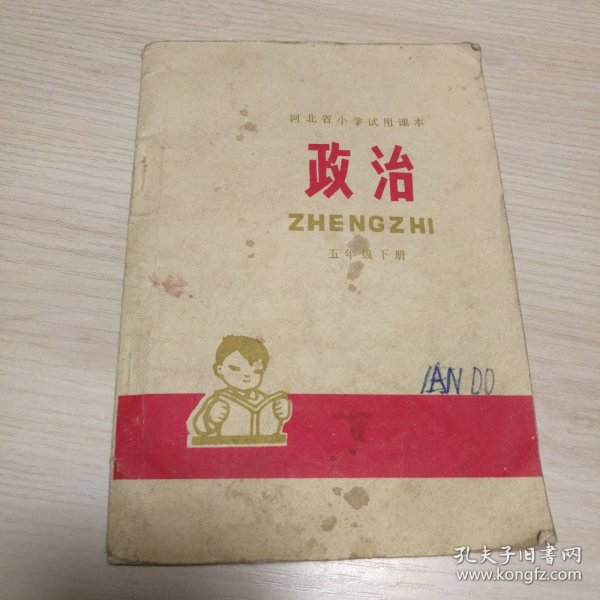 河北省小学试用课本
政治
ZHENGZHI
五年级下册
IAN DO
孔夫子旧书网
www.kongfz.com